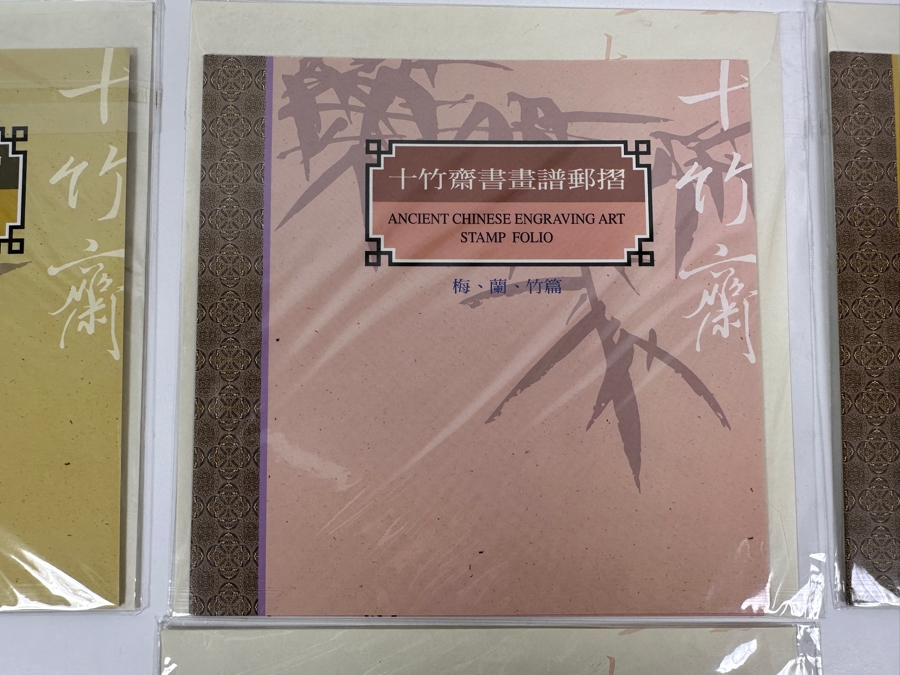 十竹齋書畫譜郵摺
ANCIENT CHINESE ENGRAVING ART
STAMP FOLIO
梅、蘭、竹篇
十竹齋
十竹齋